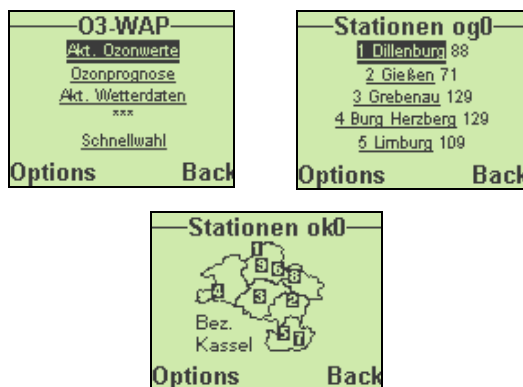 O3-WAP
Akt. Ozonwerte
Ozonprognose
Akt. Wetterdaten
***
Schnellwahl
Options Back
Stationen og0
1 Dillenburg 88
2 Gießen 71
3 Grebenau 129
4 Burg Herzberg 129
5 Limburg 109
Options Back
Stationen ok0
1
9 6 8
4 3 2
Bez.
Kassel 5 7
Options Back